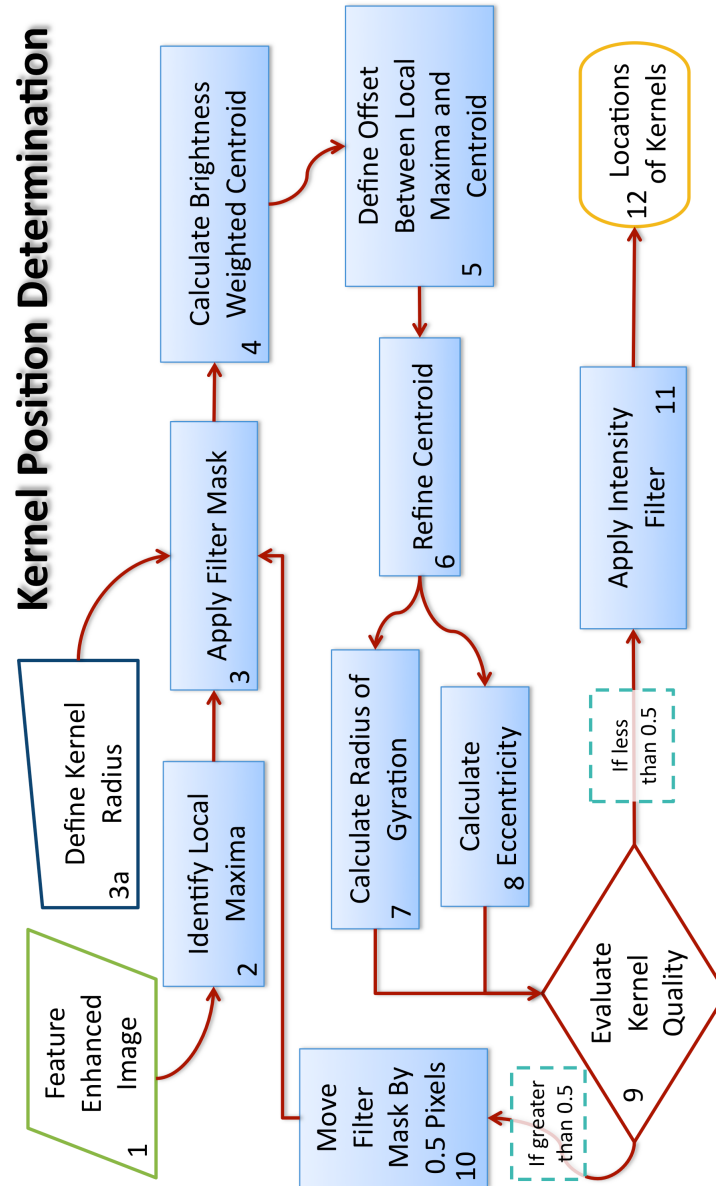 Kernel Position Determination
Feature
Enhanced
Image
1
Identify Local
Maxima
2
Define Kernel
Radius
3a
Apply Filter Mask
3
Calculate Brightness
Weighted Centroid
4
Define Offset
Between Local
Maxima and
Centroid
5
Refine Centroid
6
Calculate Radius of
Gyration
7
Calculate
Eccentricity
8
Evaluate
Kernel
Quality
9
If greater
than 0.5
Move
Filter
Mask By
0.5 Pixels
10
If less
than 0.5
Apply Intensity
Filter
11
Locations
of Kernels
12